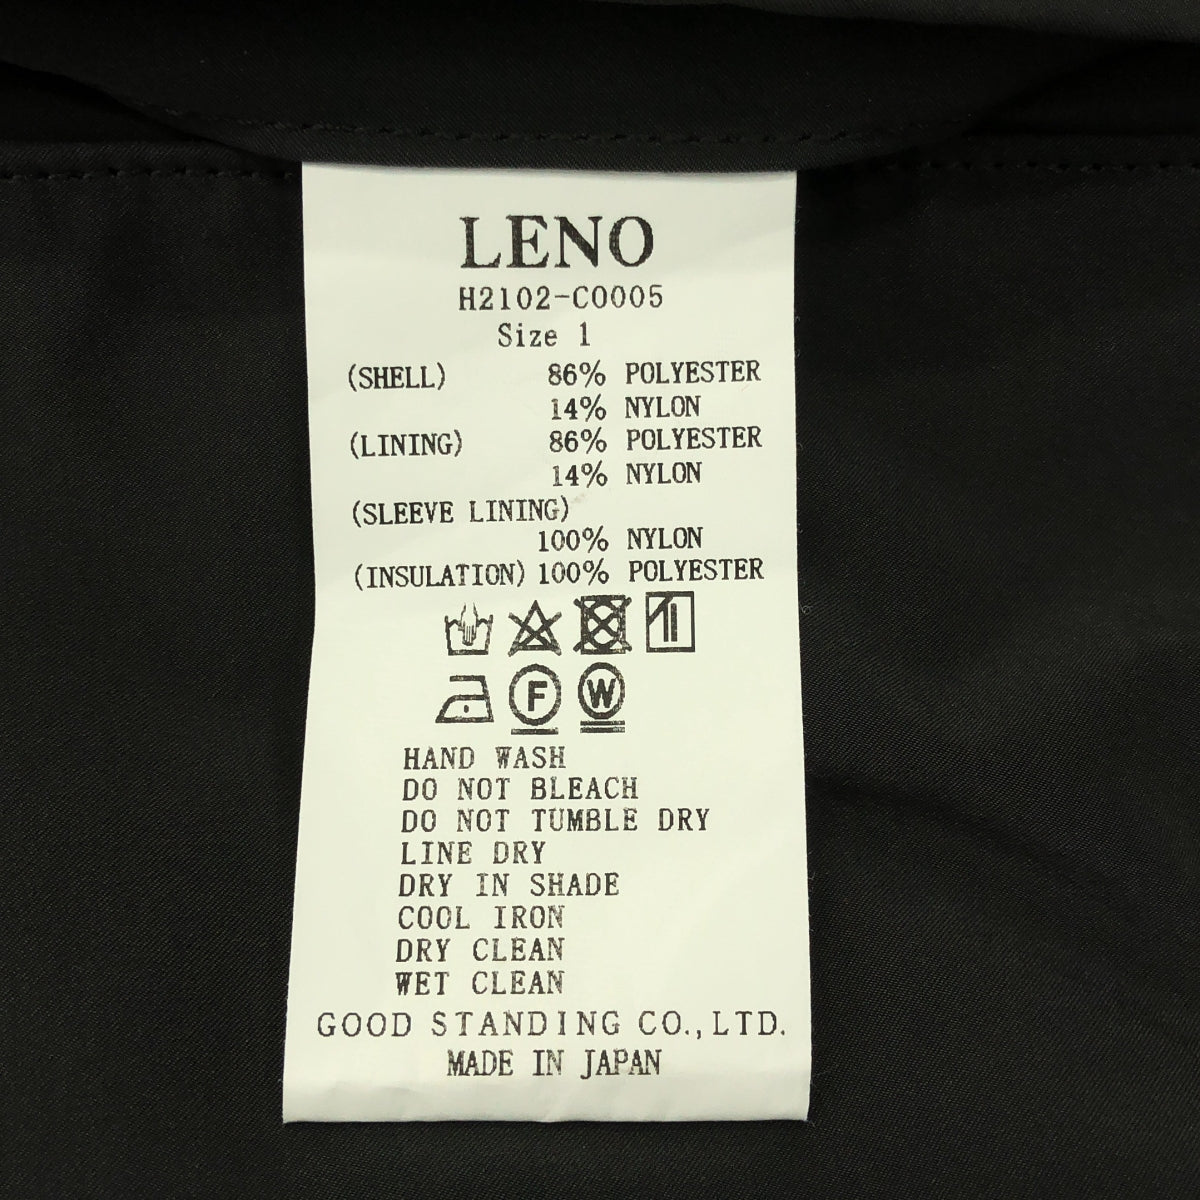 LENO
H2102-C0005
Size 1
(SHELL) 86% POLYESTER
14% NYLON
(LINING) 86% POLYESTER
14% NYLON
(SLEEVE LINING)
100% NYLON
(INSULATION) 100% POLYESTER
F W
HAND WASH
DO NOT BLEACH
DO NOT TUMBLE DRY
LINE DRY
DRY IN SHADE
COOL IRON
DRY CLEAN
WET CLEAN
GOOD STANDING CO.,LTD.
MADE IN JAPAN